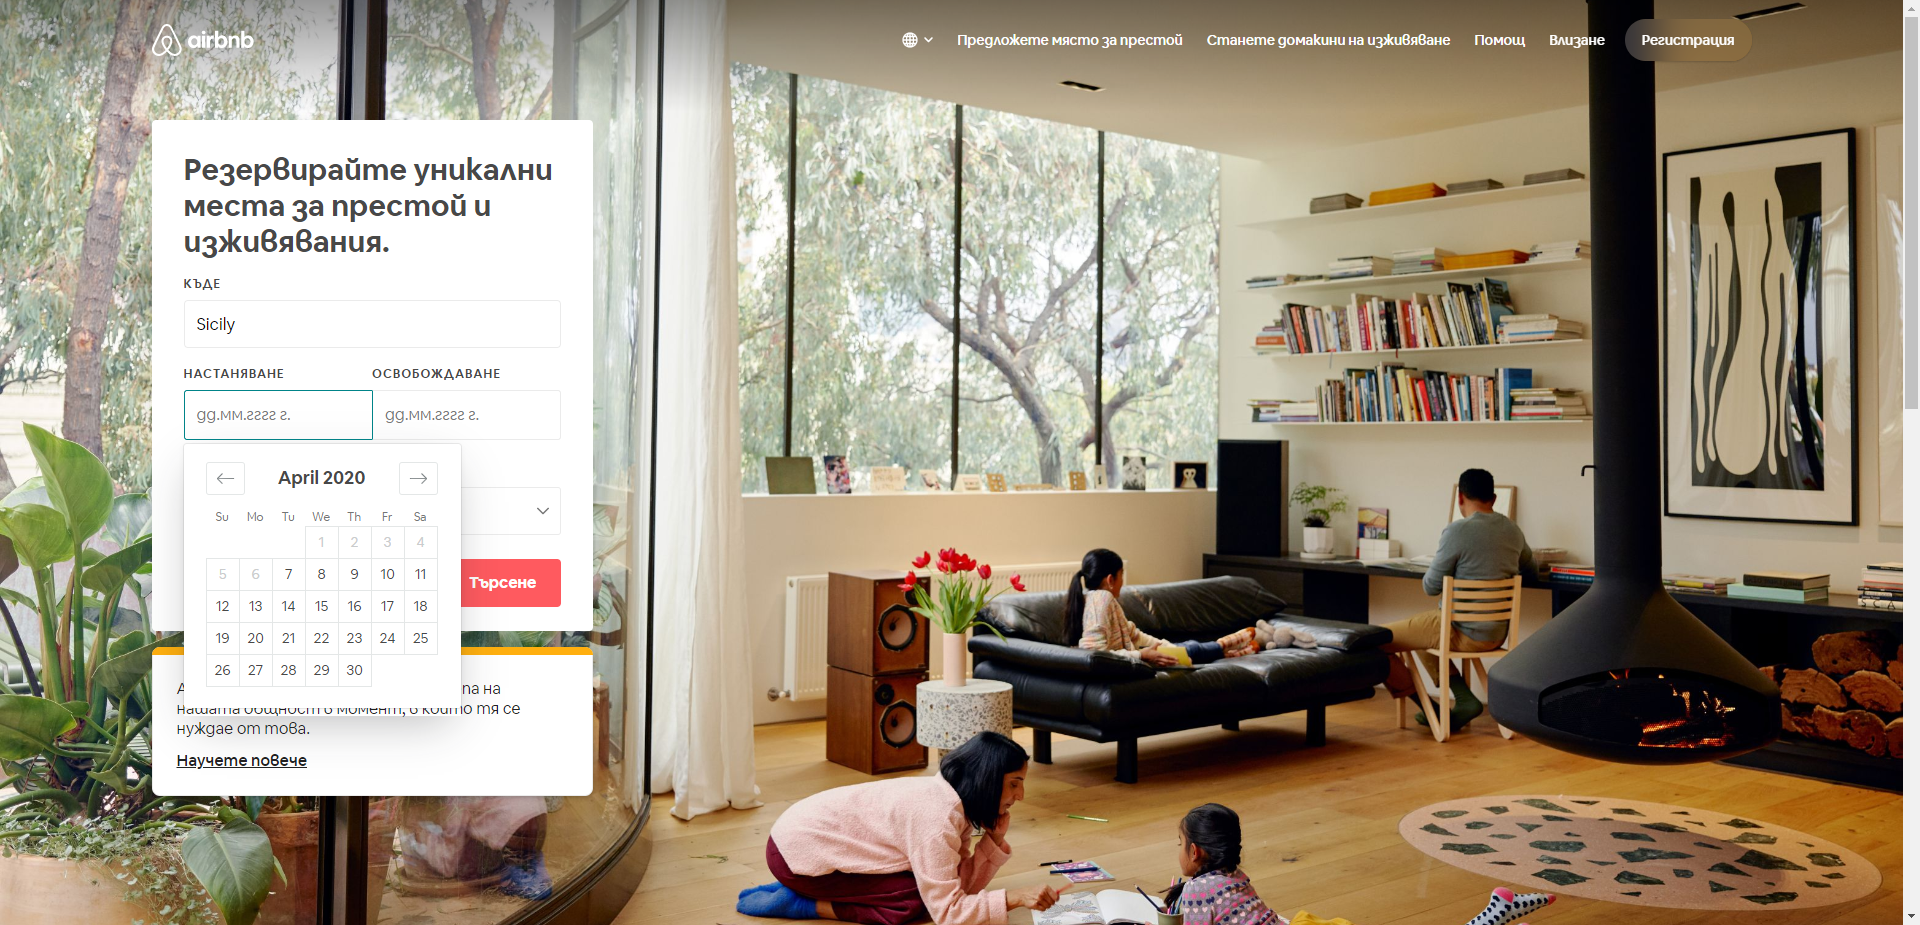 airbnb
Предложете място за престой
Станете домакини на изживяване
Помощ
Влизане
Регистрация
Резервирайте уникални
места за престой и
изживявания.
КЪДЕ
Sicily
НАСТАНЯВАНЕ ОСВОБОЖДАВАНЕ
дд.мм.гггг г. дд.мм.гггг г.
April 2020
Su Mo Tu We Th Fr Sa
1 2 3 4
5 6 7 8 9 10 11
12 13 14 15 16 17 18
19 20 21 22 23 24 25
26 27 28 29 30
Търсене
на
нашата общност в момент, в който тя се
нуждае от това.
Научете повече